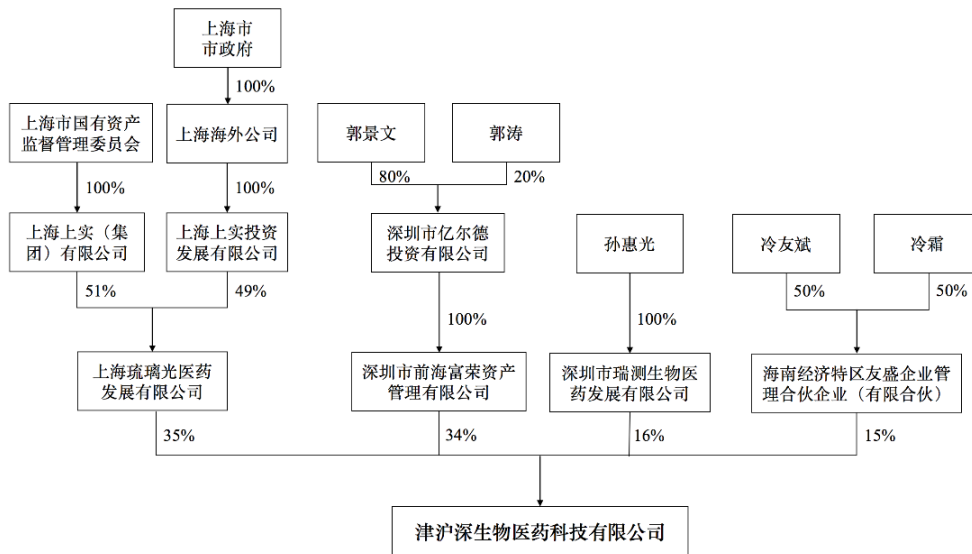 上海市
市政府
100%
上海市国有资产
监督管理委员会
上海海外公司
郭景文
郭涛
80%
20%
100%
100%
上海上实（集
团）有限公司
上海上实投资
发展有限公司
深圳市亿尔德
投资有限公司
孙惠光
冷友斌
冷霜
51%
49%
50%
50%
100%
100%
上海琉璃光医药
发展有限公司
深圳市前海富荣资产
管理有限公司
深圳市瑞测生物医
药发展有限公司
海南经济特区友盛企业管
理合伙企业（有限合伙）
35%
34%
16%
15%
津沪深生物医药科技有限公司